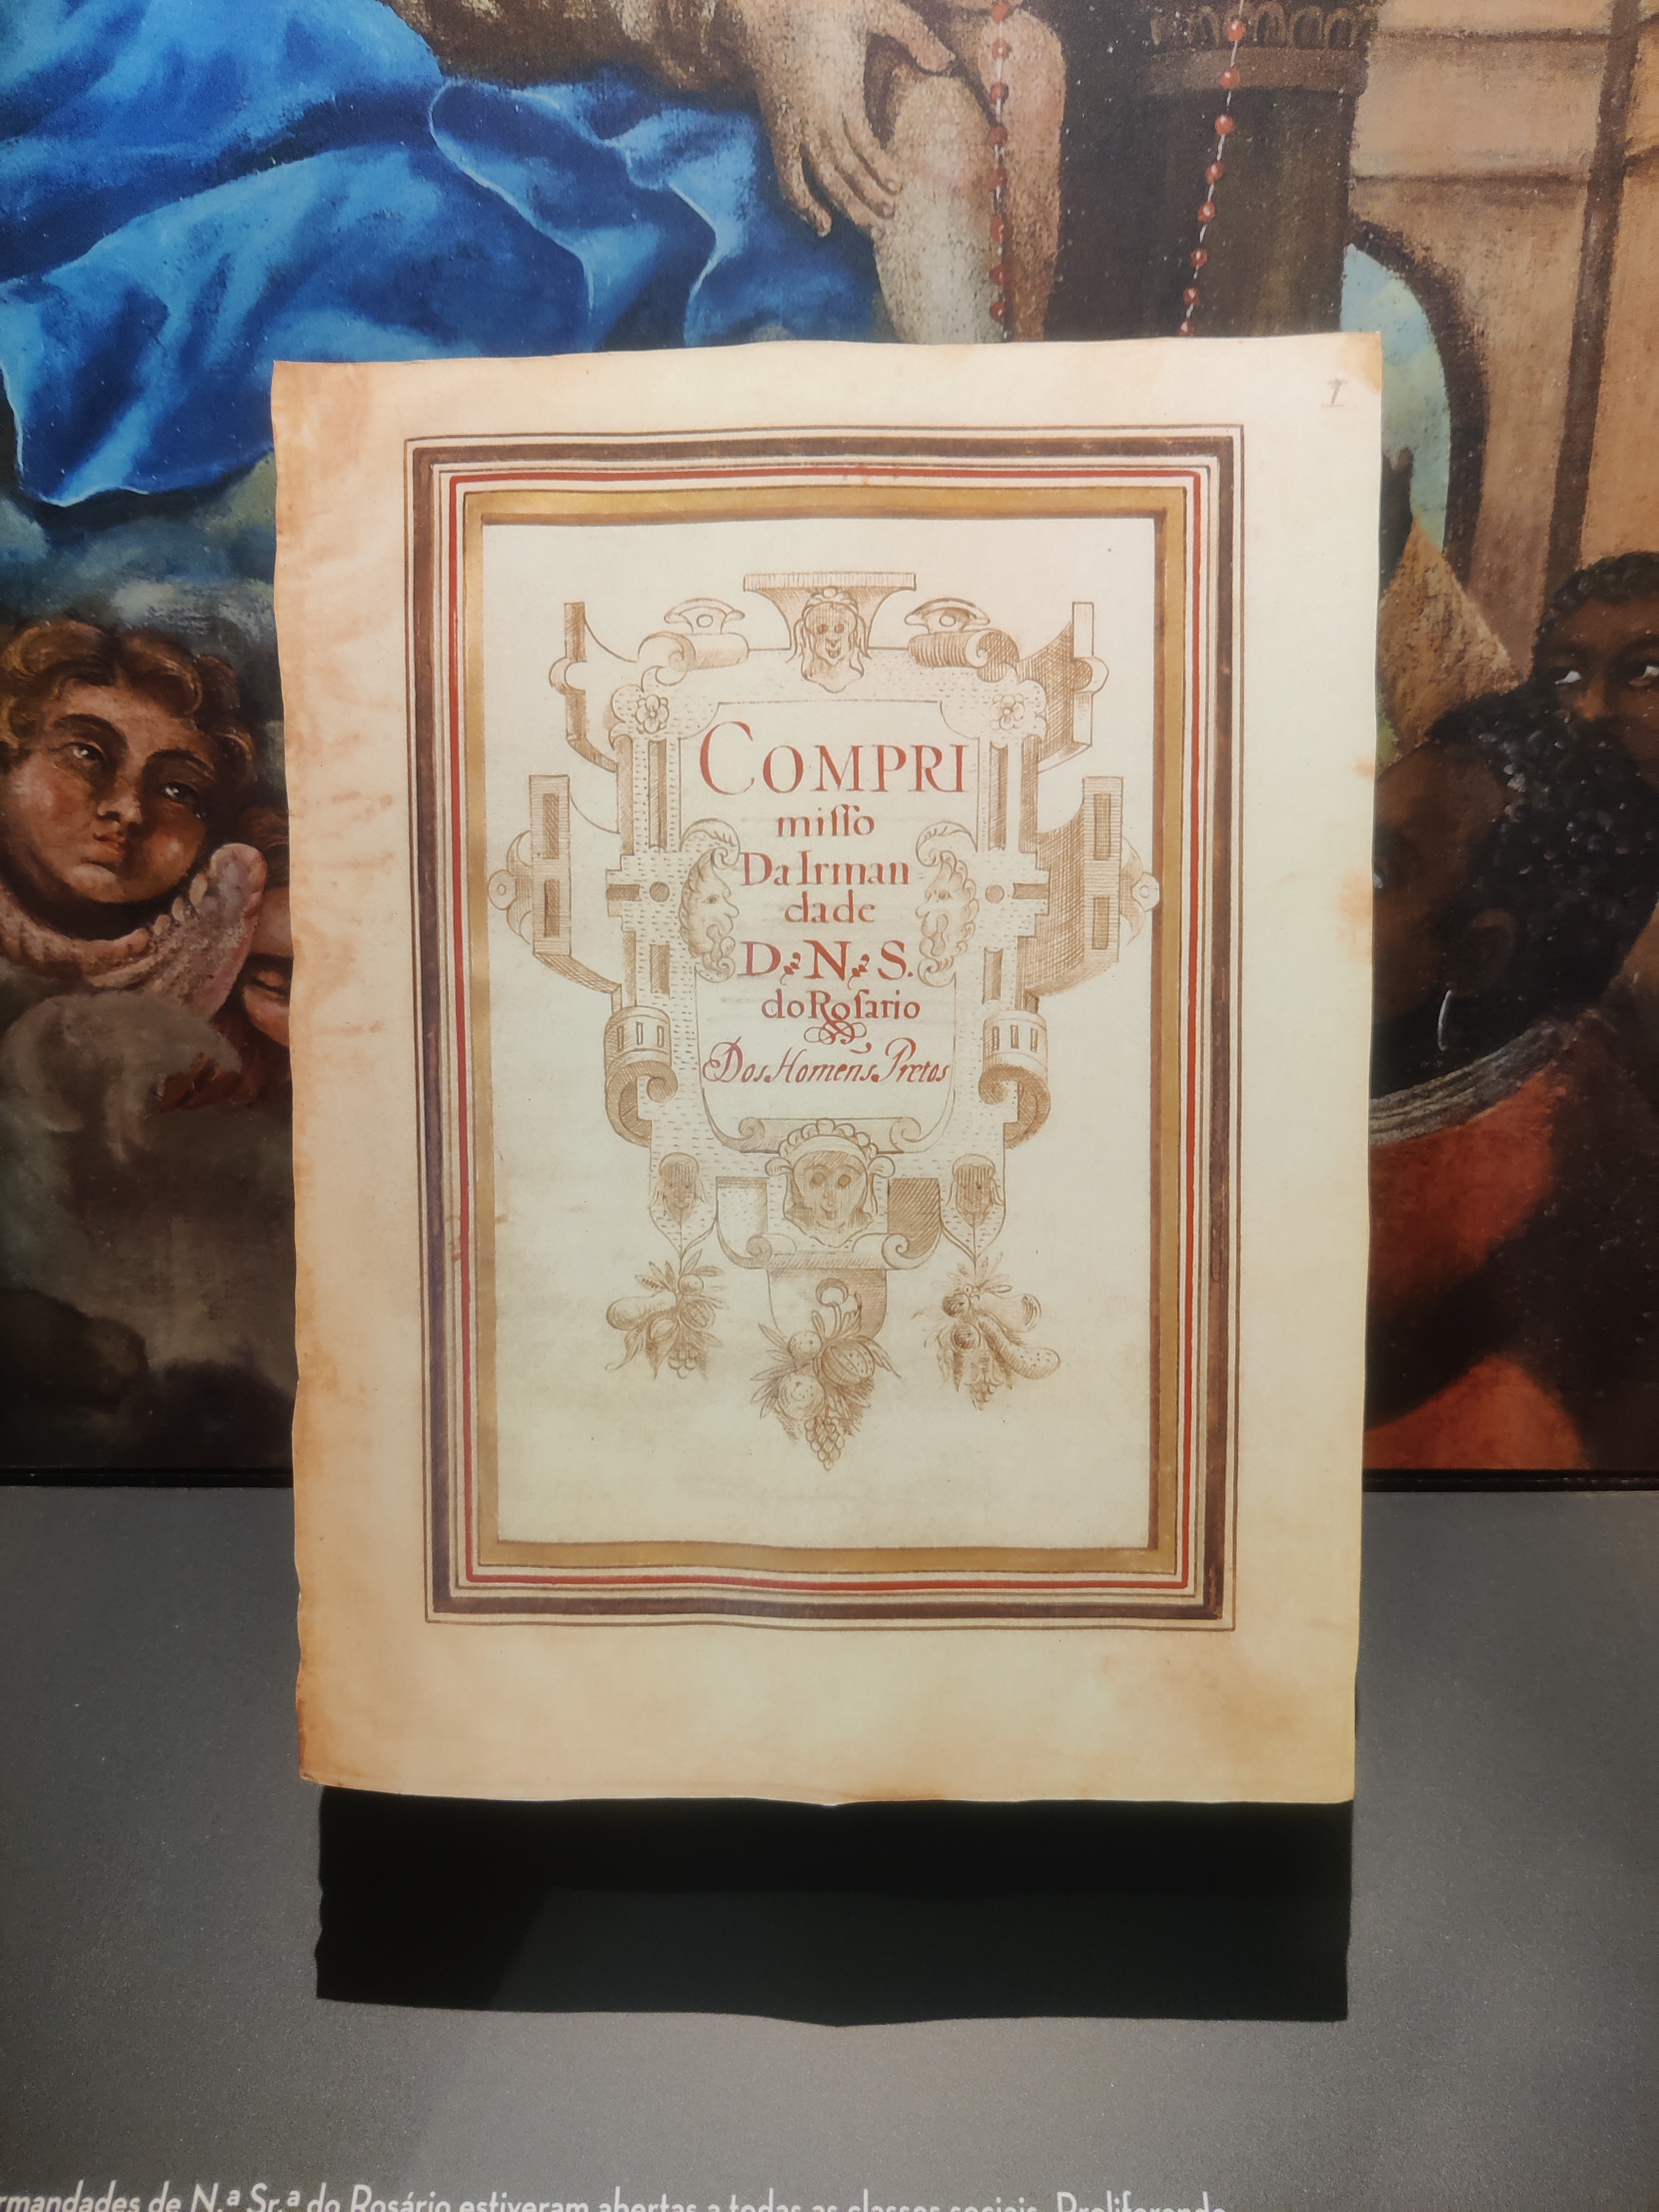 1
COMPRI
miſſo
Da Irman
dade
D. N. S.
do Roſario
Dos Homens Pretos
rmandades de N.ª Sr.ª do Rosário estiveram abertas a todas as classes sociais. Proliferando